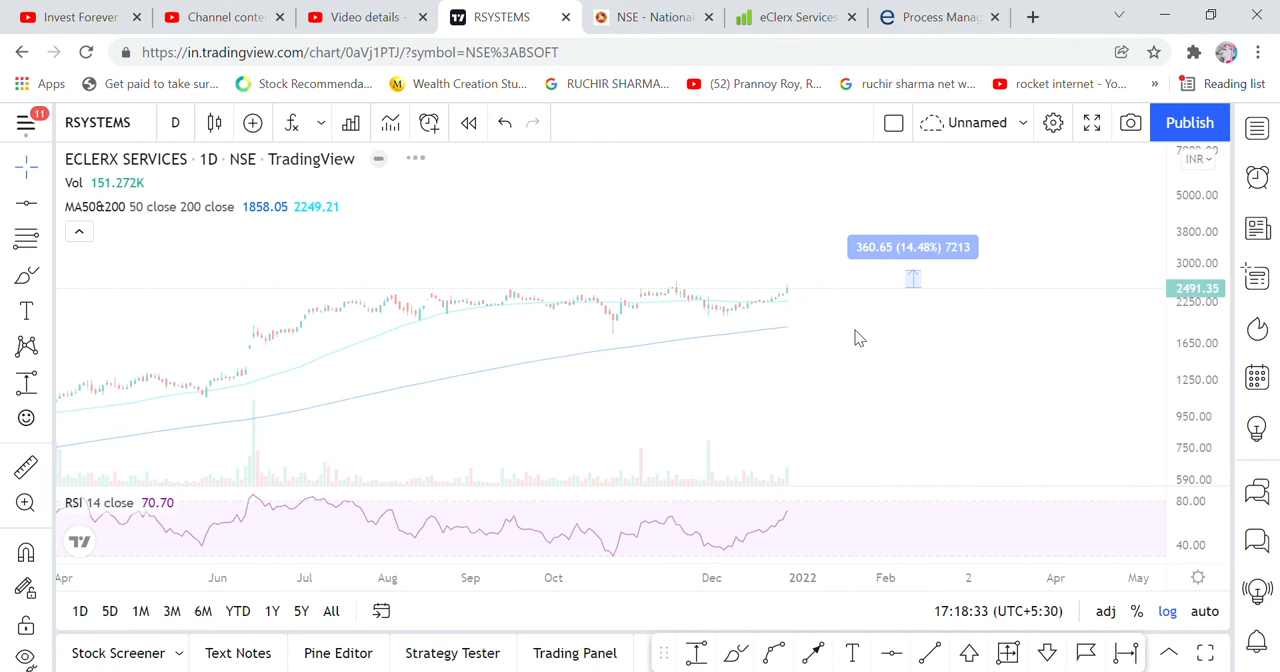 Invest Forever
Channel conte
Video details -
RSYSTEMS
NSE - National
eClerx Services
Process Manag
https://in.tradingview.com/chart/0aVj1PTJ/?symbol=NSE%3ABSOFT
Apps
Get paid to take sur...
Stock Recommenda...
Wealth Creation Stu...
RUCHIR SHARMA...
(52) Prannoy Roy, R...
ruchir sharma net w...
rocket internet - Yo...
»
Reading list
11
RSYSTEMS
D
Unnamed
Publish
ECLERX SERVICES · 1D · NSE · TradingView
Vol 151.272K
MA50&200 50 close 200 close 1858.05 2249.21
360.65 (14.48%) 7213
7000.00
INR
5000.00
3800.00
3000.00
2491.35
2250.00
1650.00
1250.00
950.00
750.00
590.00
RSI 14 close 70.70
80.00
40.00
Apr Jun Jul Aug Sep Oct Dec 2022 Feb 2 Apr May
1D 5D 1M 3M 6M YTD 1Y 5Y All
17:18:33 (UTC+5:30) adj % log auto
Stock Screener Text Notes Pine Editor Strategy Tester Trading Panel